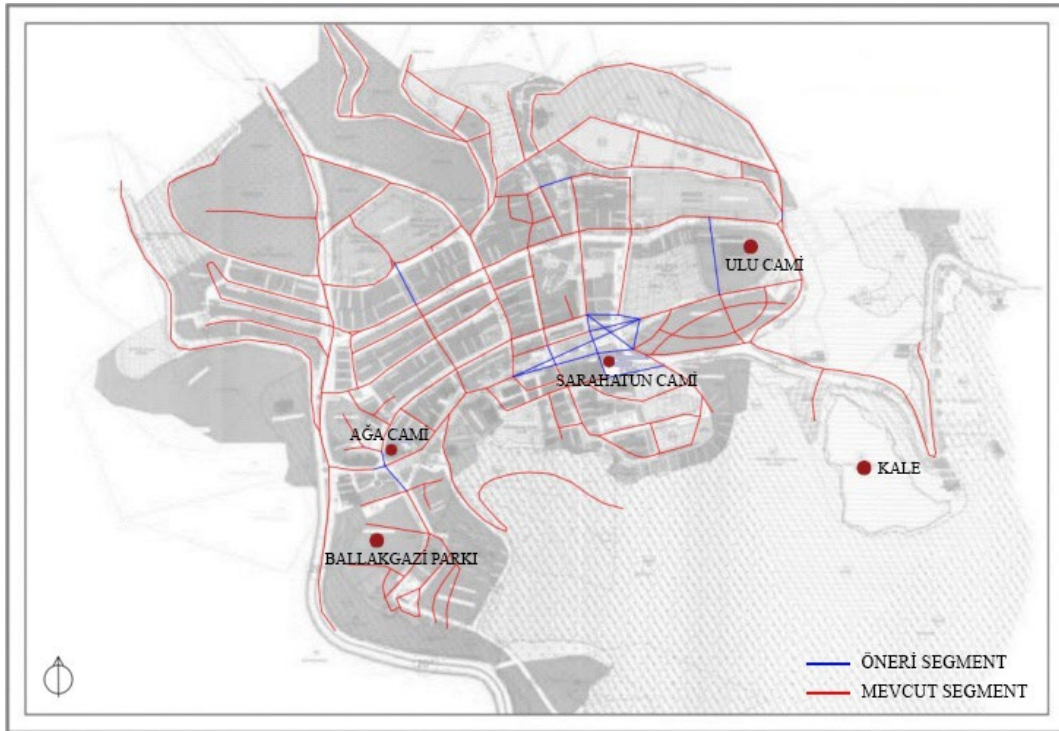 ULU CAMİ
SARAHATUN CAMİ
AĞA CAMİ
KALE
BALLAKGAZİ PARKI
ÖNERİ SEGMENT
MEVCUT SEGMENT